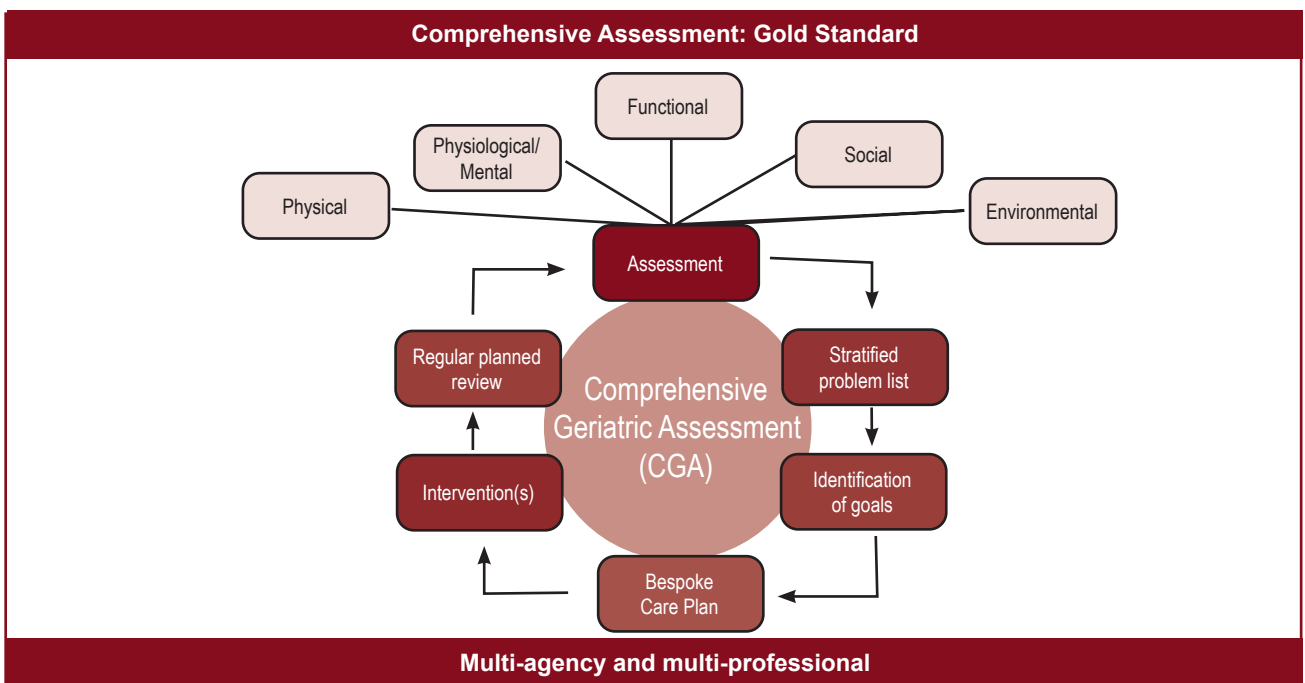 Comprehensive Assessment: Gold Standard
Functional
Physiological/
Mental
Social
Physical
Environmental
Assessment
Regular planned
review
Stratified
problem list
Comprehensive
Geriatric Assessment
(CGA)
Intervention(s)
Identification
of goals
Bespoke
Care Plan
Multi-agency and multi-professional